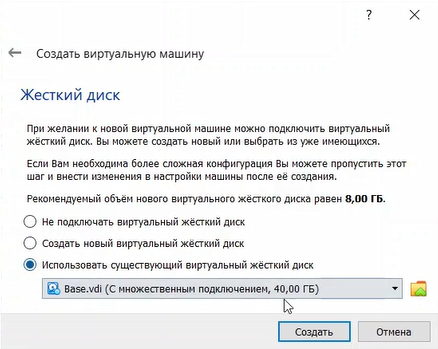 ?
Создать виртуальную машину
Жесткий диск
При желании к новой виртуальной машине можно подключить виртуальный
жёсткий диск. Вы можете создать новый или выбрать из уже имеющихся.
Если Вам необходима более сложная конфигурация Вы можете пропустить этот
шаг и внести изменения в настройки машины после её создания.
Рекомендуемый объём нового виртуального жёсткого диска равен 8,00 ГБ.
Не подключать виртуальный жёсткий диск
Создать новый виртуальный жёсткий диск
Использовать существующий виртуальный жёсткий диск
Base.vdi (С множественным подключением, 40,00 ГБ)
Создать
Отмена